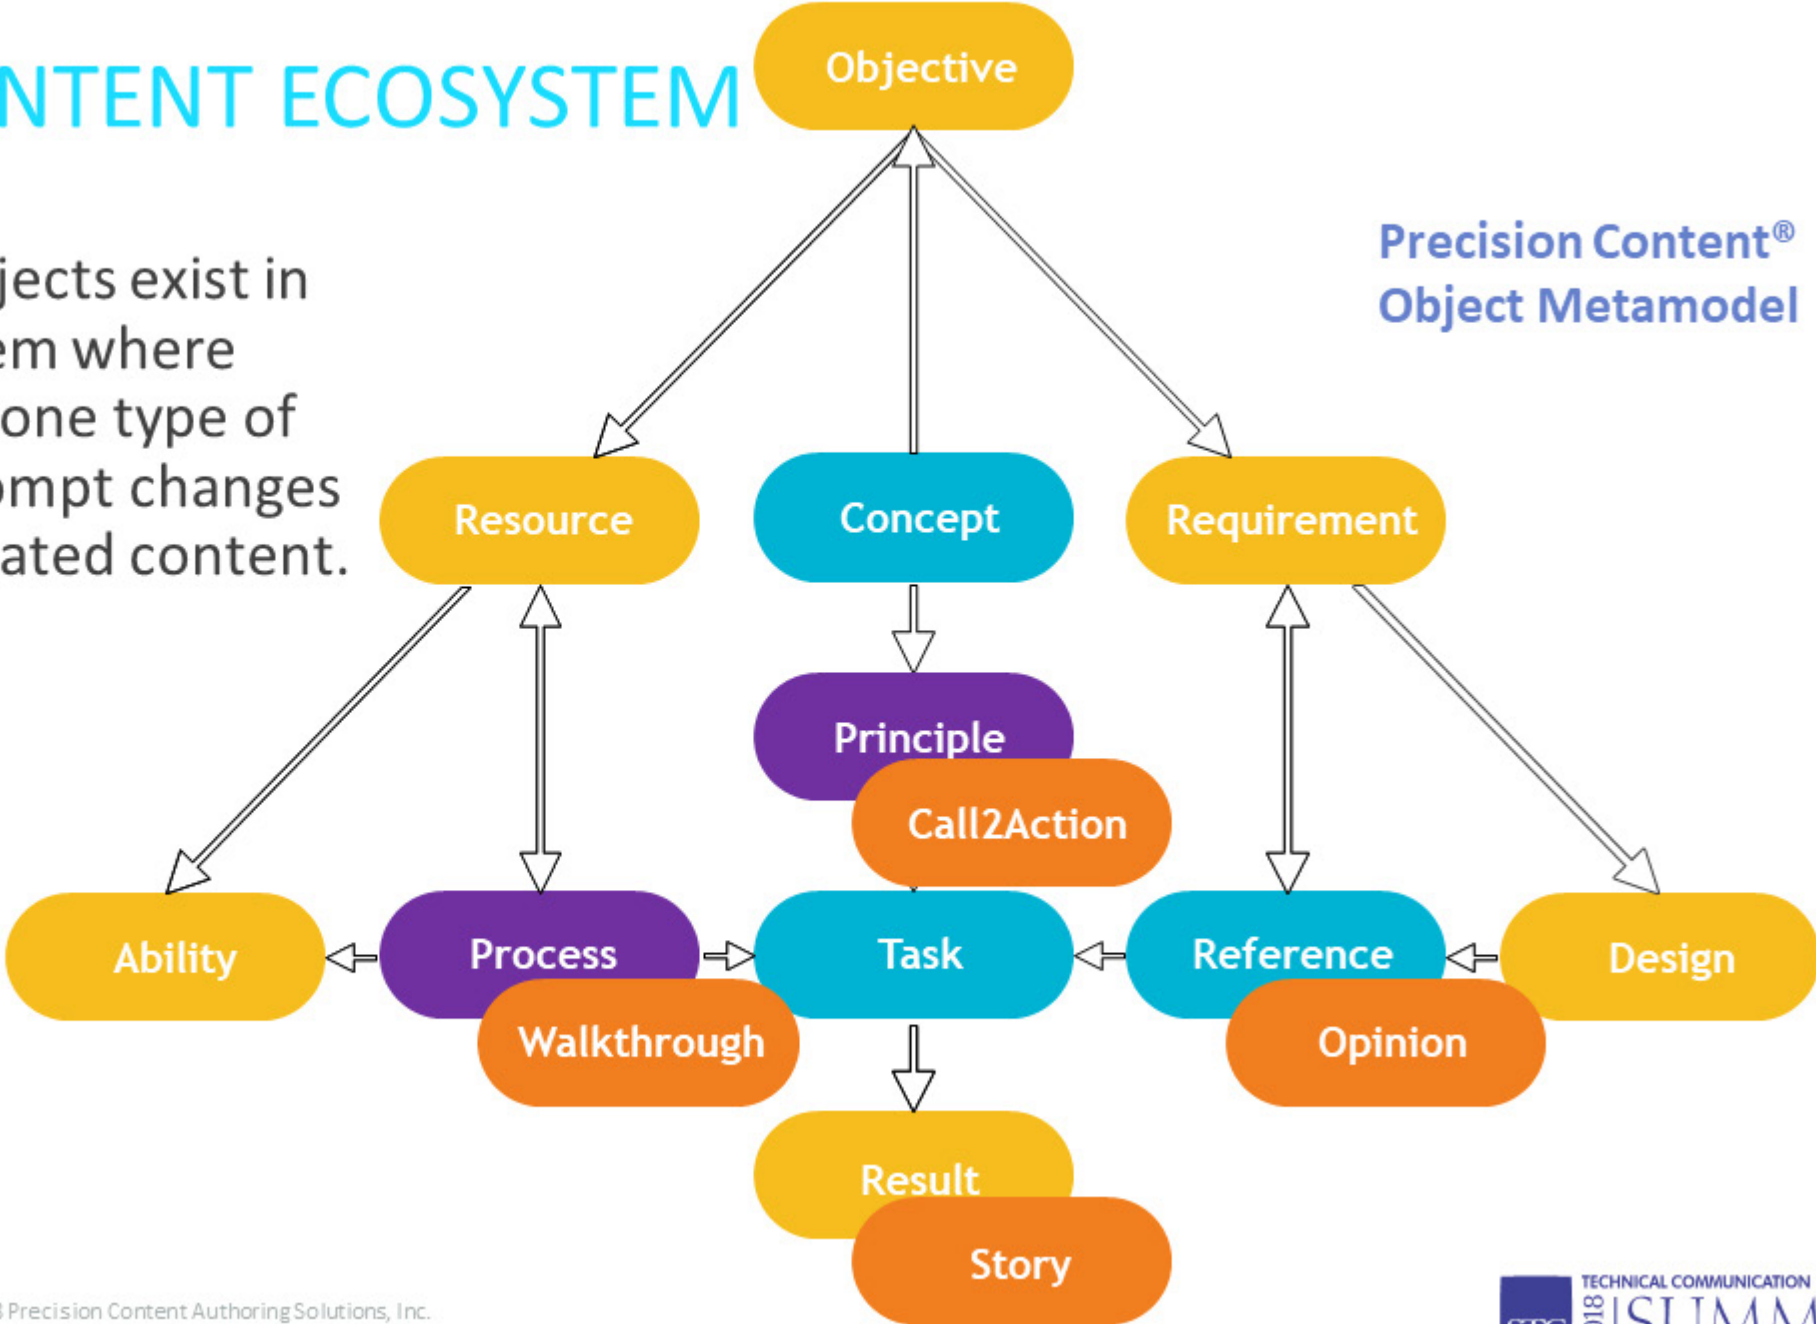 NTENT ECOSYSTEM
Objective
jects exist in
em where
one type of
ompt changes
ated content.
Precision Content®
Object Metamodel
Resource
Concept
Requirement
Principle
Call2Action
Ability
Process
Task
Reference
Design
Walkthrough
Opinion
Result
Story
Precision Content Authoring Solutions, Inc.
TECHNICAL COMMUNICATION